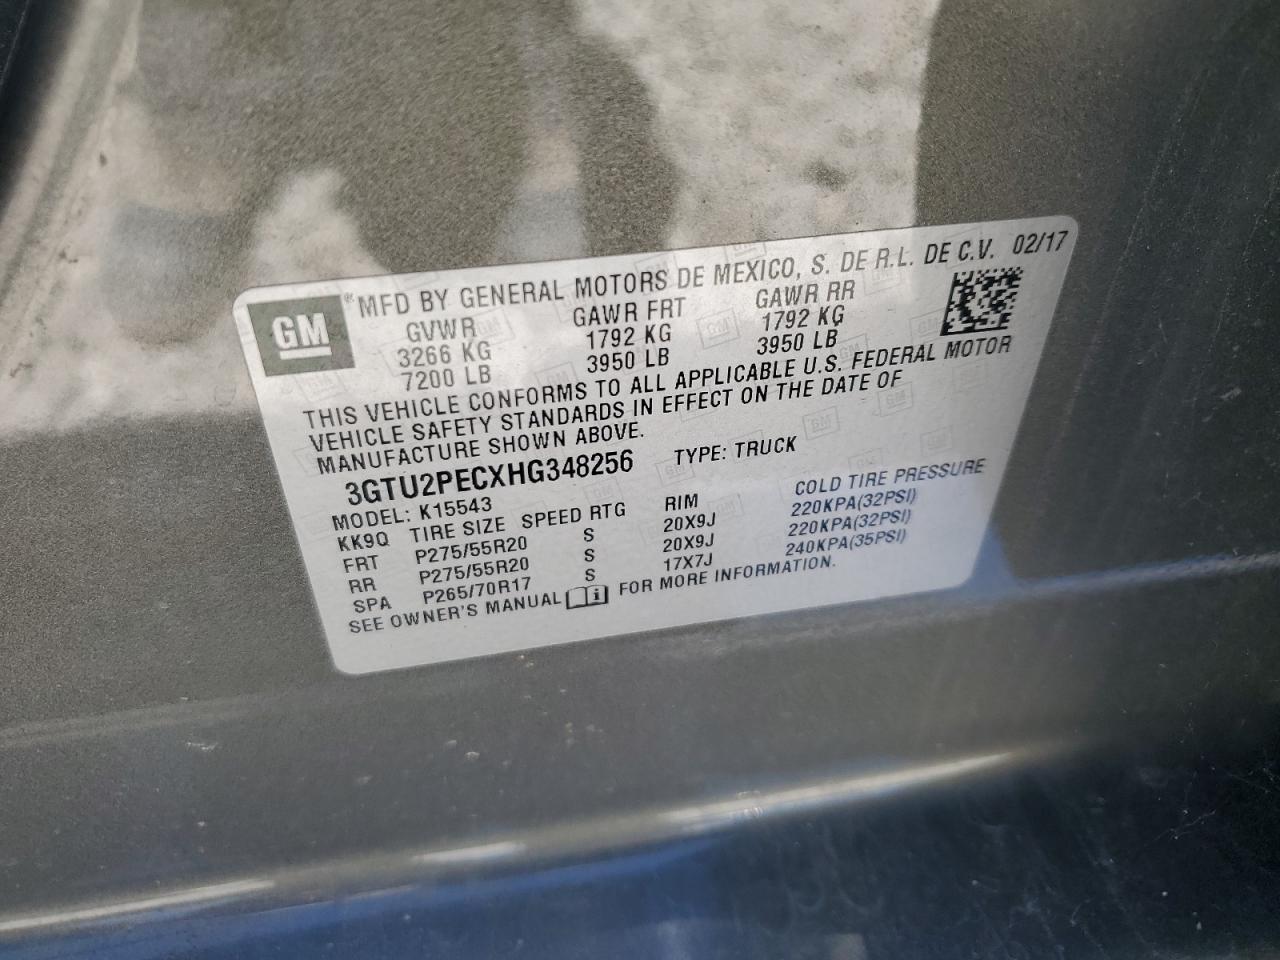 GM ® MFD BY GENERAL MOTORS DE MEXICO, S. DE R.L. DE C.V. 02/17
GVWR GAWR FRT GAWR RR
3266 KG 1792 KG 1792 KG
7200 LB 3950 LB 3950 LB
THIS VEHICLE CONFORMS TO ALL APPLICABLE U.S. FEDERAL MOTOR
VEHICLE SAFETY STANDARDS IN EFFECT ON THE DATE OF
MANUFACTURE SHOWN ABOVE.
3GTU2PECXHG348256 TYPE: TRUCK
MODEL: K15543
KK9Q TIRE SIZE SPEED RTG RIM COLD TIRE PRESSURE
FRT P275/55R20 S 20X9J 220KPA(32PSI)
RR P275/55R20 S 20X9J 220KPA(32PSI)
SPA P265/70R17 S 17X7J 240KPA(35PSI)
SEE OWNER'S MANUAL i FOR MORE INFORMATION.